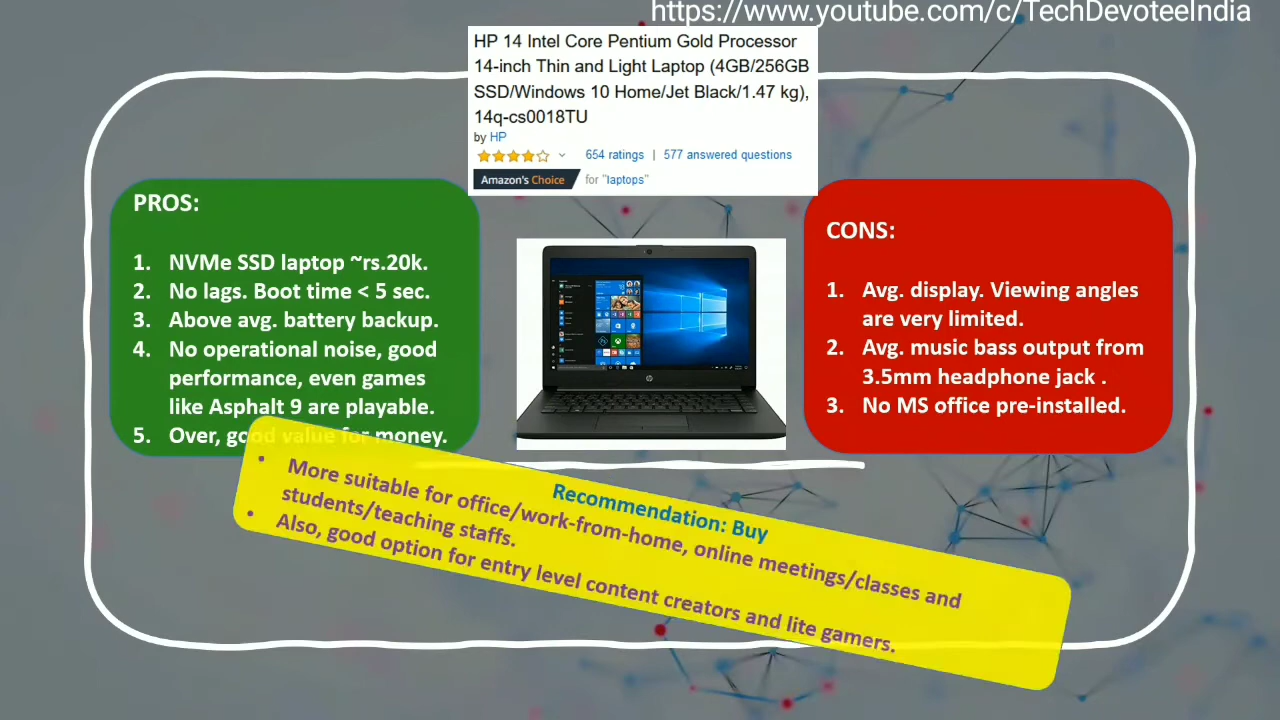 https://www.youtube.com/c/TechDevoteeIndia
HP 14 Intel Core Pentium Gold Processor
14-inch Thin and Light Laptop (4GB/256GB
SSD/Windows 10 Home/Jet Black/1.47 kg),
14q-cs0018TU
by HP
654 ratings | 577 answered questions
Amazon's Choice for "laptops"
PROS:
1. NVMe SSD laptop ~rs.20k.
2. No lags. Boot time < 5 sec.
3. Above avg. battery backup.
4. No operational noise, good
performance, even games
like Asphalt 9 are playable.
5. Over, good value for money.
CONS:
1. Avg. display. Viewing angles
are very limited.
2. Avg. music bass output from
3.5mm headphone jack .
3. No MS office pre-installed.
Recommendation: Buy
• More suitable for office/work-from-home, online meetings/classes and
students/teaching staffs.
• Also, good option for entry level content creators and lite gamers.